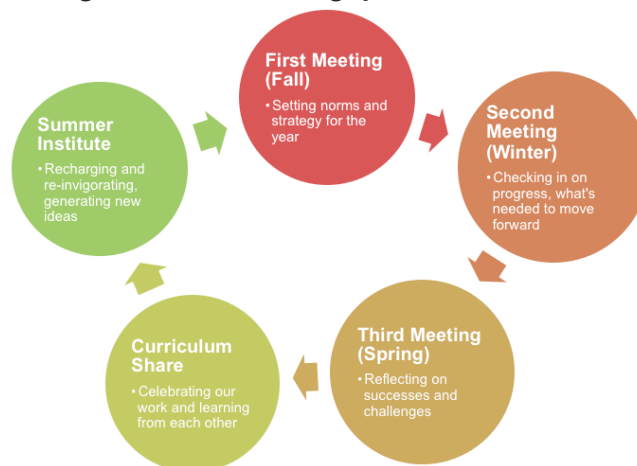 First Meeting
(Fall)
• Setting norms and
strategy for the
year
Second
Meeting
(Winter)
• Checking in on
progress, what's
needed to move
forward
Third Meeting
(Spring)
• Reflecting on
successes and
challenges
Curriculum
Share
• Celebrating our
work and learning
from each other
Summer
Institute
• Recharging and
re-invigorating,
generating new
ideas